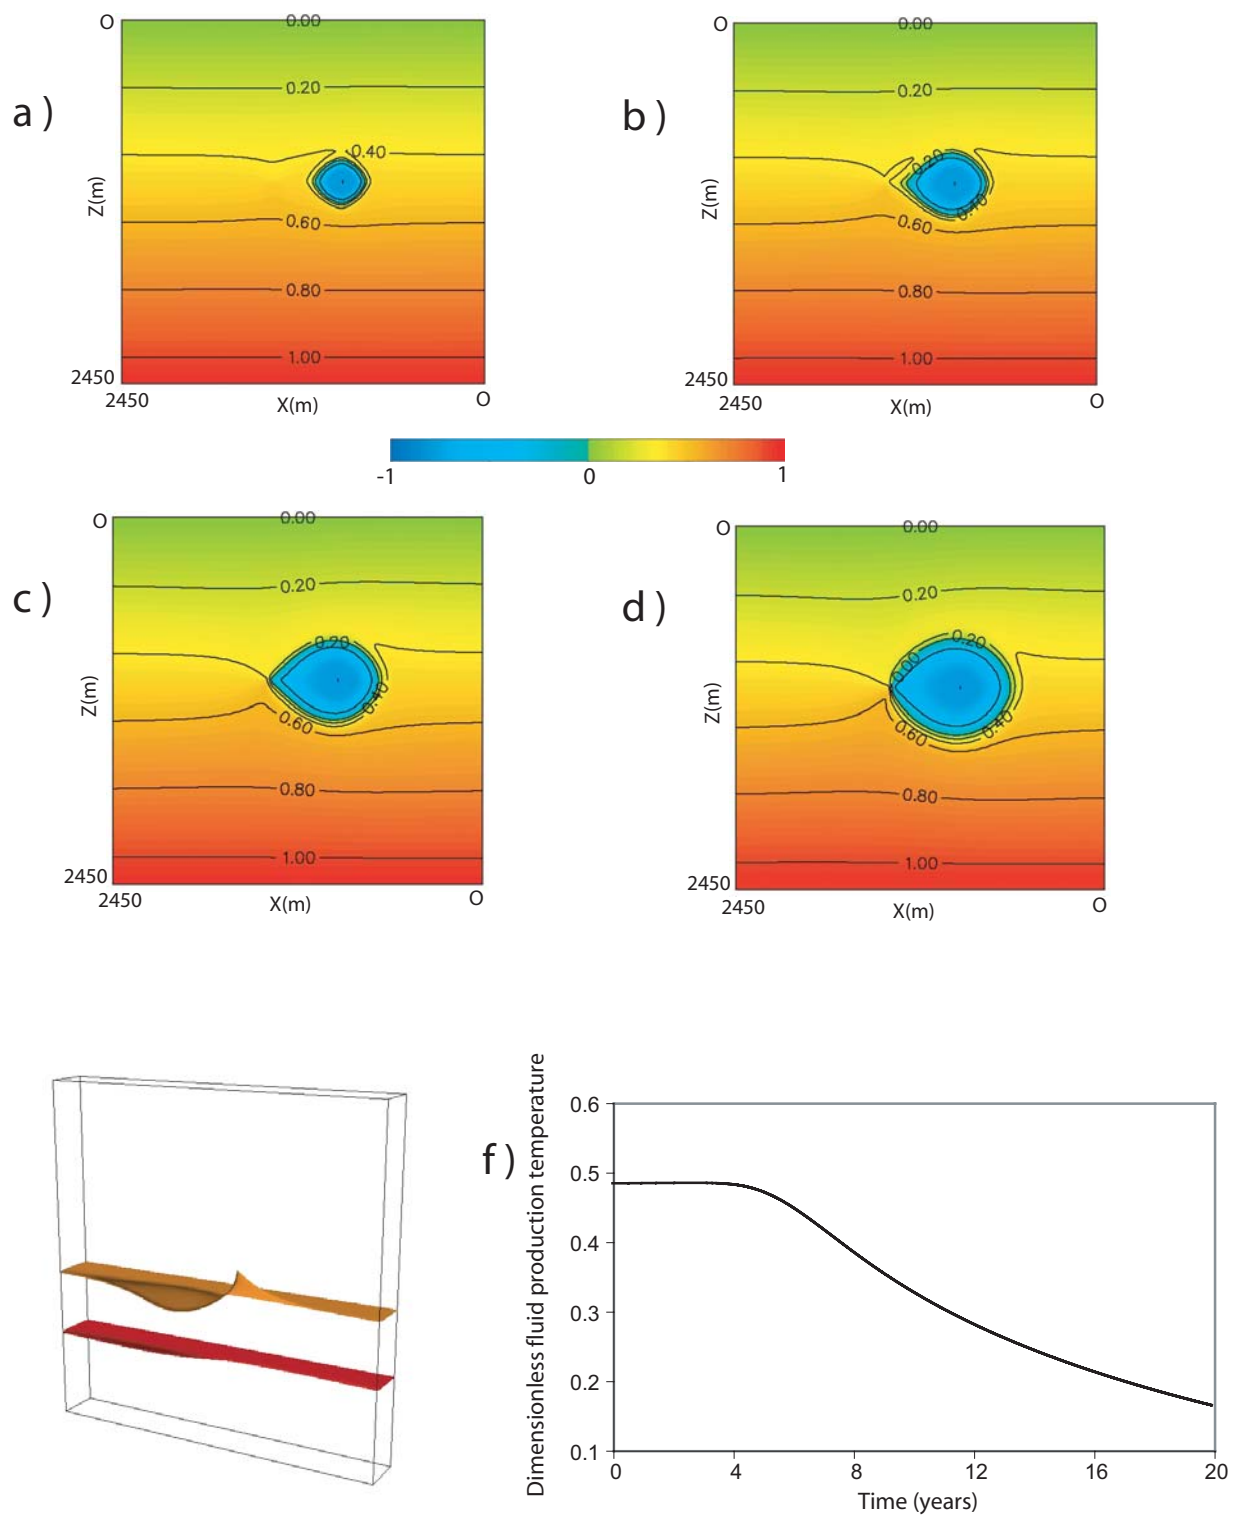 a )
O
0.00
0.20
0.40
0.60
0.80
1.00
Z(m)
2450
2450
X(m)
O
b )
O
0.00
0.20
0.20
0.40
0.60
0.80
1.00
Z(m)
2450
2450
X(m)
O
-1
0
1
c )
O
0.00
0.20
0.20
0.40
0.60
0.80
1.00
Z(m)
2450
2450
X(m)
O
d )
O
0.00
0.20
0.20
0.00
0.40
0.60
0.80
1.00
Z(m)
2450
2450
X(m)
O
f )
Dimensionless fluid production temperature
0.6
0.5
0.4
0.3
0.2
0.1
0
4
8
12
16
20
Time (years)